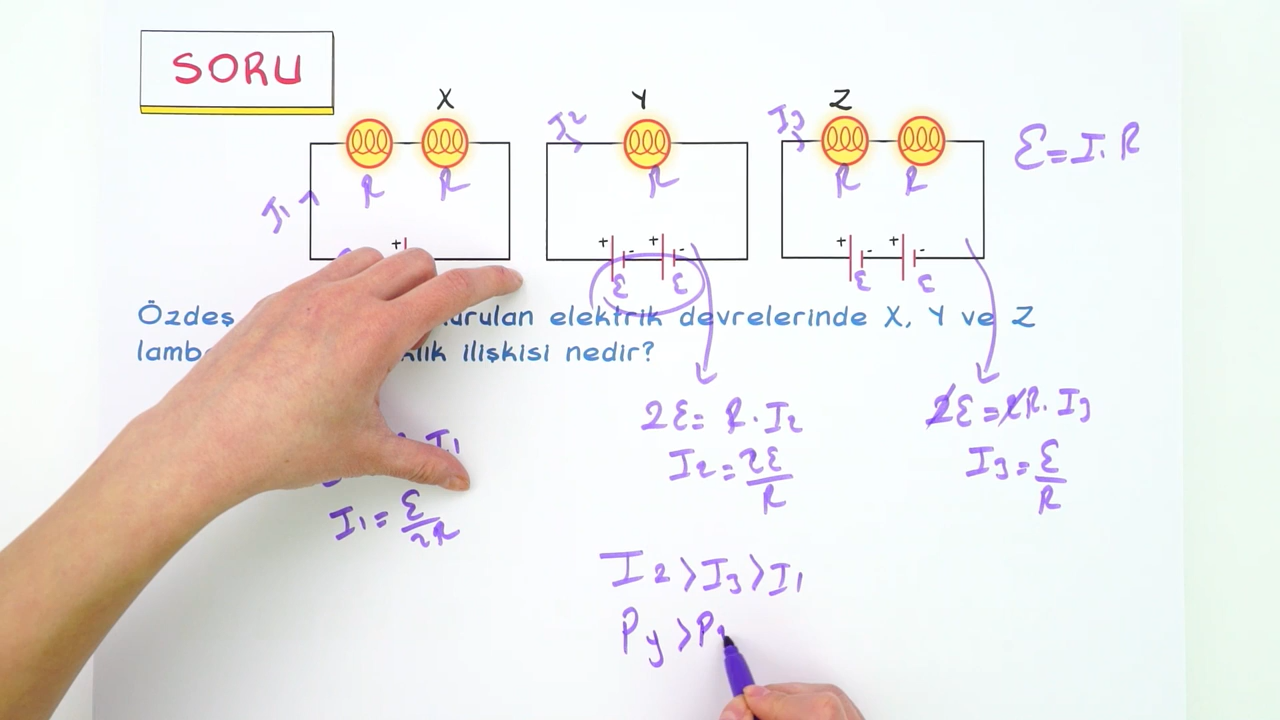 SORU
X Y Z
I1 I2 I3
R R R R R
ε=I.R
+ + - + - + - + -
ε ε ε ε
Özdeş urulan elektrik devrelerinde X, Y ve Z
lamb lık ilişkisi nedir?
I1 2ε=R.I2 2ε=2R.I3
I1=ε/2R I2=2ε/R I3=ε/R
I2>I3>I1
Py>P